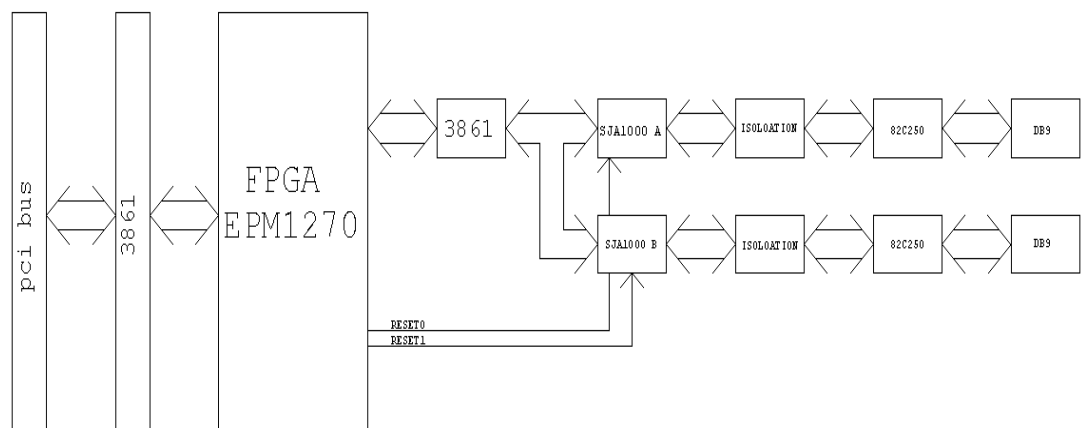 pci bus
3861
FPGA
EPM1270
3861
SJA1000 A
ISOLOATION
82C250
DB9
SJA1000 B
ISOLOATION
82C250
DB9
RESET0
RESET1